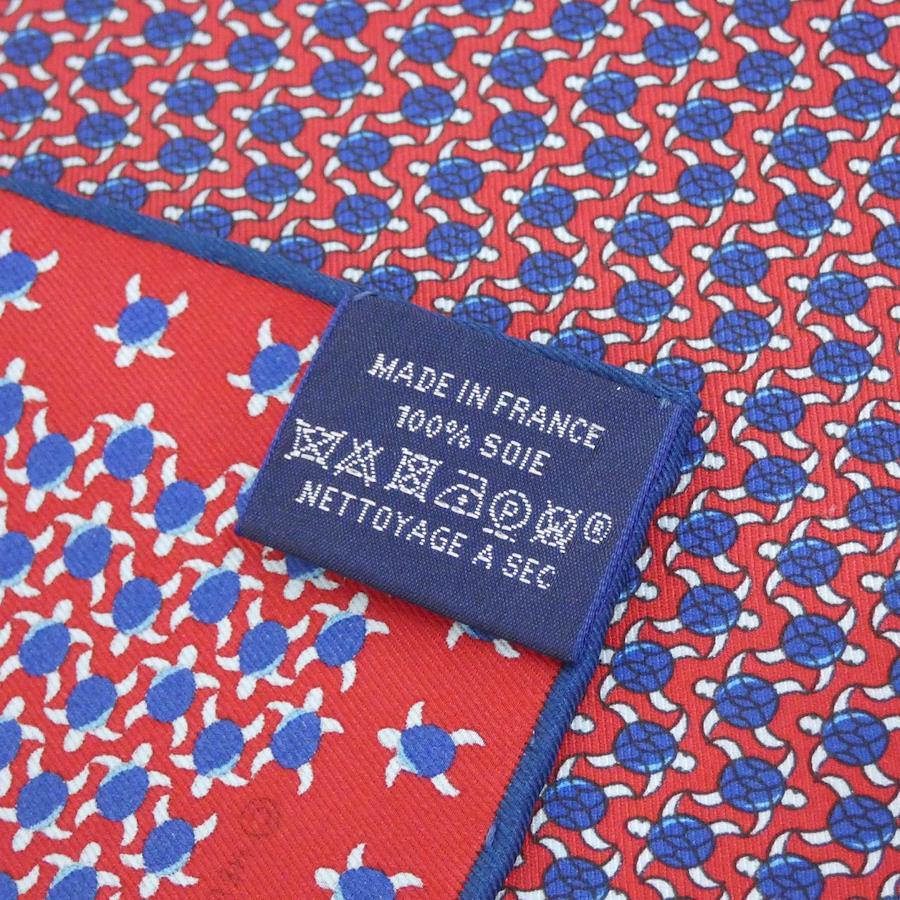 MADE IN FRANCE
100% SOIE
P ®
NETTOYAGE A SEC